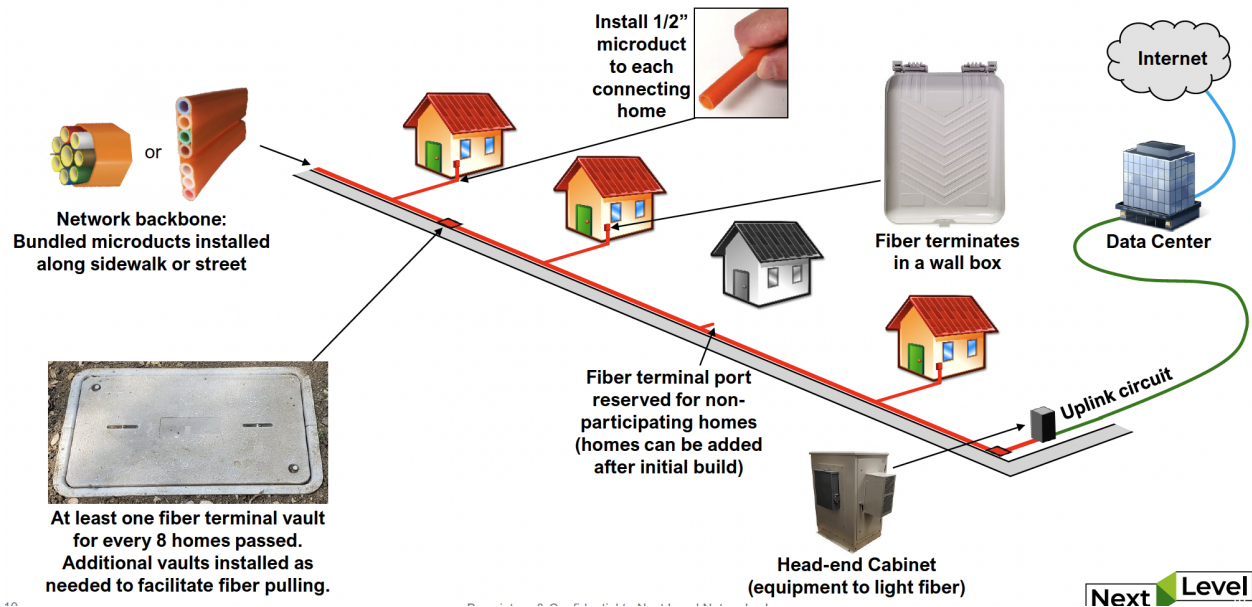 Install 1/2”
microduct
to each
connecting
home
Internet
or
Network backbone:
Bundled microducts installed
along sidewalk or street
Fiber terminates
in a wall box
Data Center
Fiber terminal port
reserved for non-
participating homes
(homes can be added
after initial build)
Uplink circuit
At least one fiber terminal vault
for every 8 homes passed.
Additional vaults installed as
needed to facilitate fiber pulling.
Head-end Cabinet
(equipment to light fiber)
Next Level